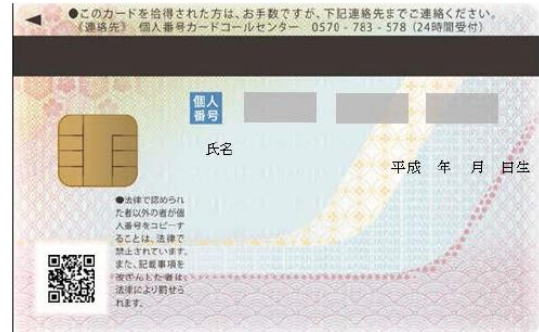 ●このカードを拾得された方は、お手数ですが、下記連絡先までご連絡ください。
《連絡先》 個人番号カードコールセンター 0570-783-578 (24時間受付)
個人
番号
氏名
平成 年 月 日生
●法律で認められ
た者以外の者が個
人番号をコピーす
ることは、法律で
禁止されています。
また、記載事項を
改ざんした者は、
法律により罰せら
れます。